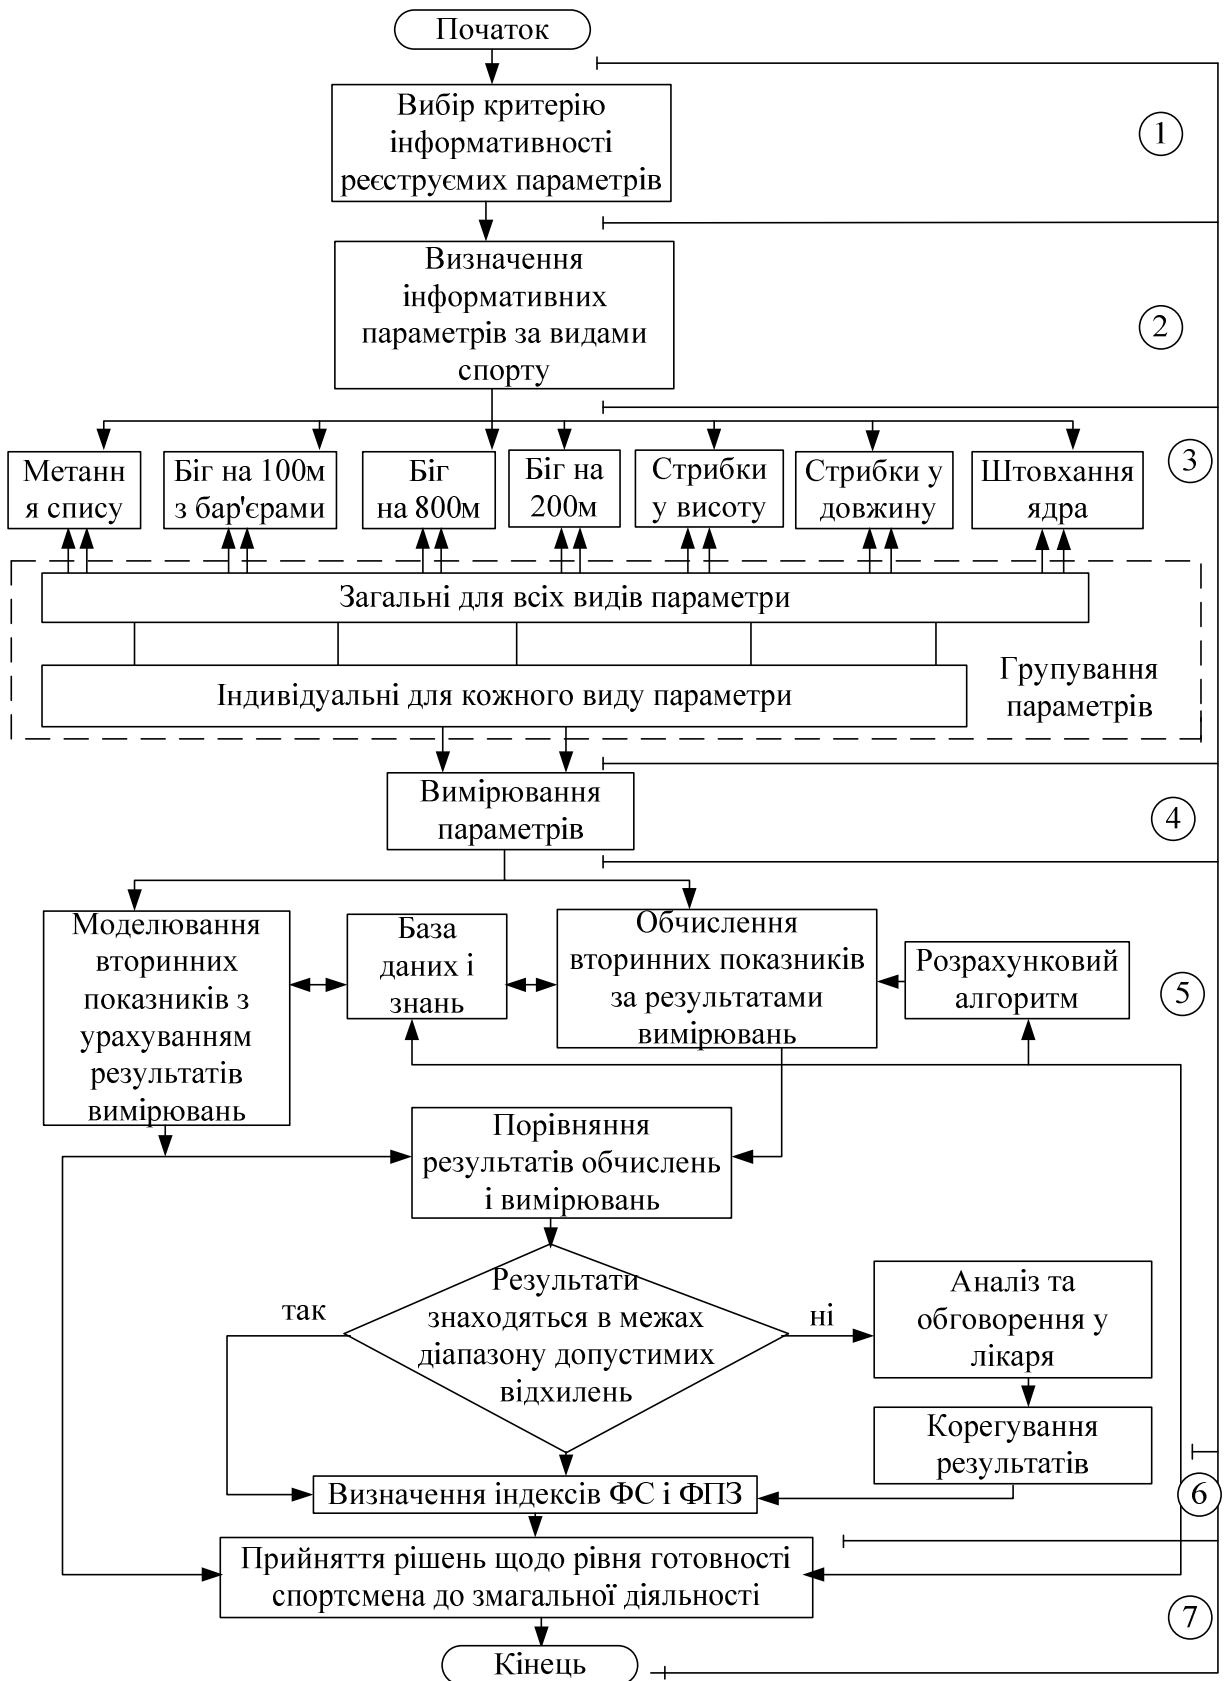 Початок
Вибір критерію
інформативності
реєструємих параметрів
1
Визначення
інформативних
параметрів за видами
спорту
2
Метанн
я спису
Біг на 100м
з бар'єрами
Біг
на 800м
Біг на
200м
Стрибки
у висоту
Стрибки у
довжину
Штовхання
ядра
3
Загальні для всіх видів параметри
Індивідуальні для кожного виду параметри
Групування
параметрів
Вимірювання
параметрів
4
Моделювання
вторинних
показників з
урахуванням
результатів
вимірювань
База
даних і
знань
Обчислення
вторинних показників
за результатами
вимірювань
Розрахунковий
алгоритм
5
Порівняння
результатів обчислень
і вимірювань
Результати
знаходяться в межах
діапазону допустимих
відхилень
так
ні
Аналіз та
обговорення у
лікаря
Корегування
результатів
Визначення індексів ФС і ФПЗ
6
Прийняття рішень щодо рівня готовності
спортсмена до змагальної діяльності
7
Кінець